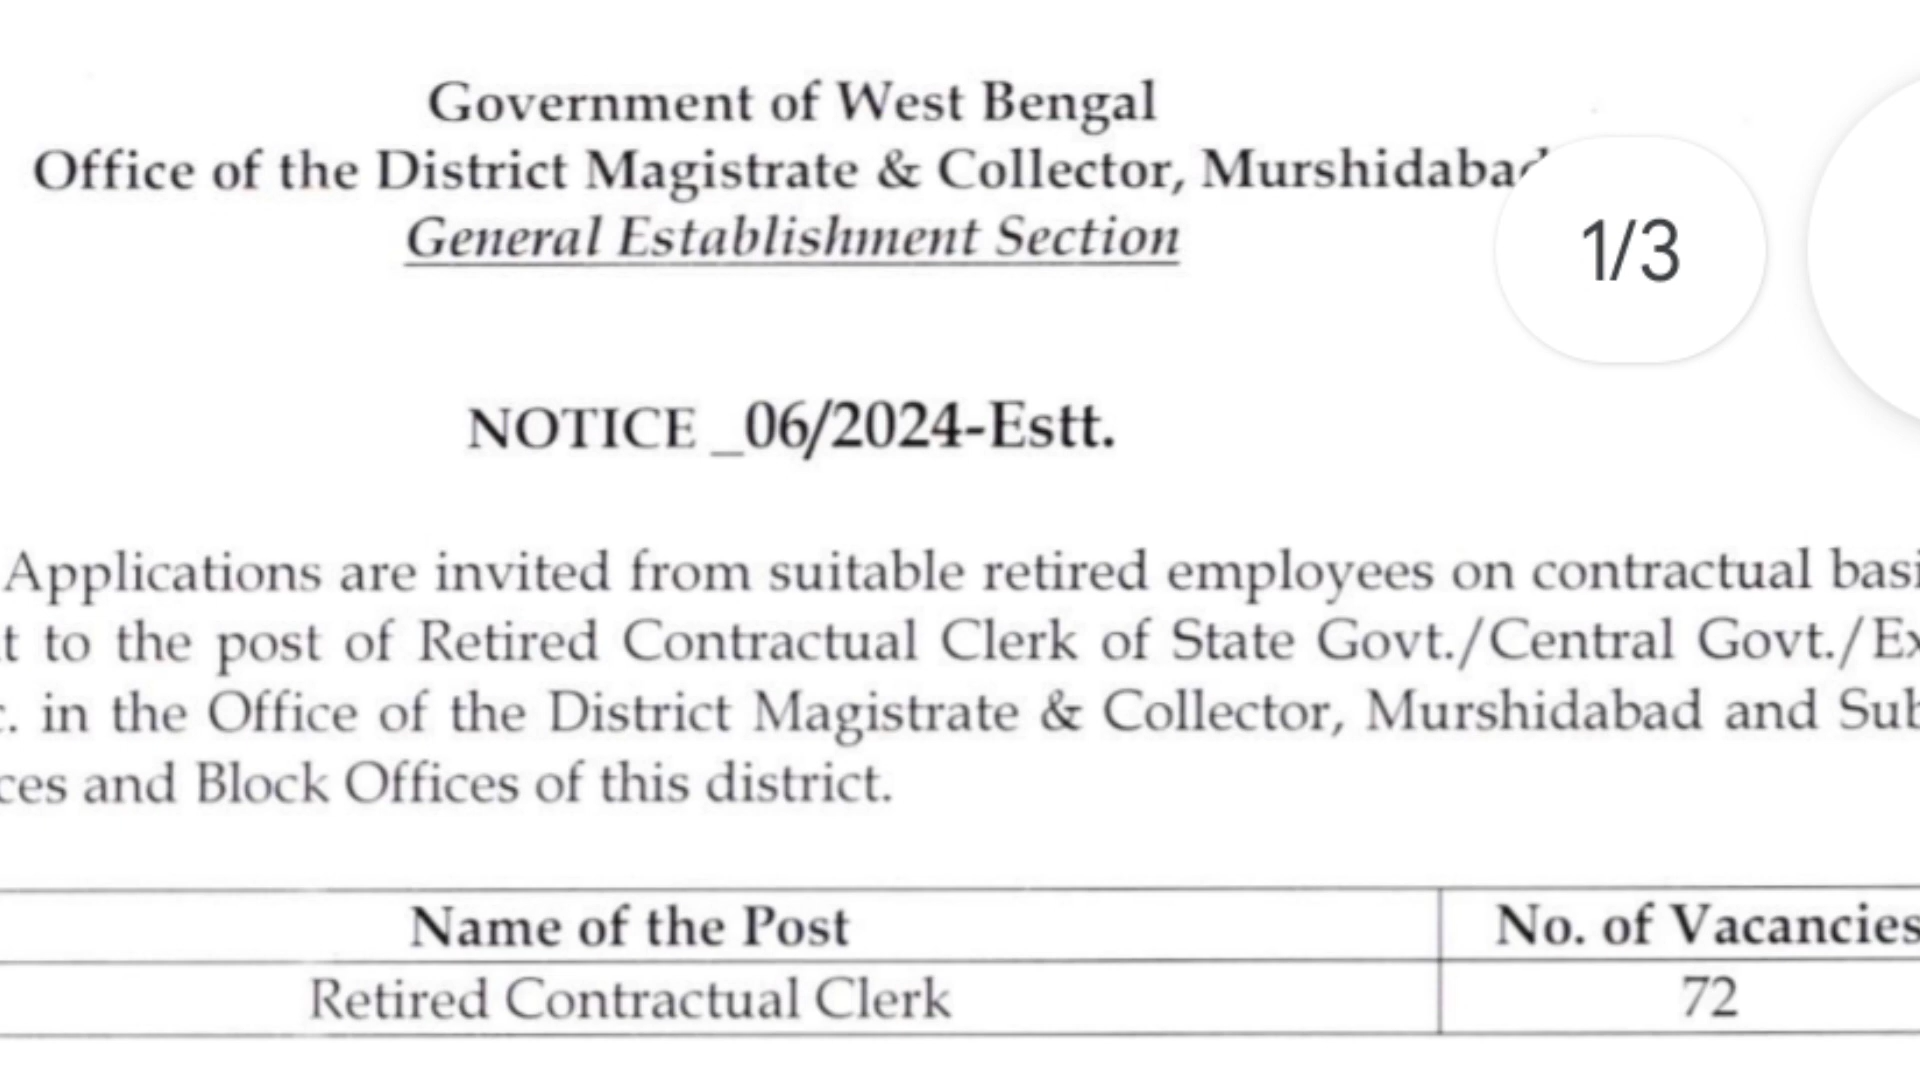 Government of West Bengal
Office of the District Magistrate & Collector, Murshidabad
General Establishment Section
1/3
NOTICE _06/2024-Estt.
Applications are invited from suitable retired employees on contractual basi
t to the post of Retired Contractual Clerk of State Govt./Central Govt./Ex
. in the Office of the District Magistrate & Collector, Murshidabad and Sub
ces and Block Offices of this district.
Name of the Post No. of Vacancies
Retired Contractual Clerk 72